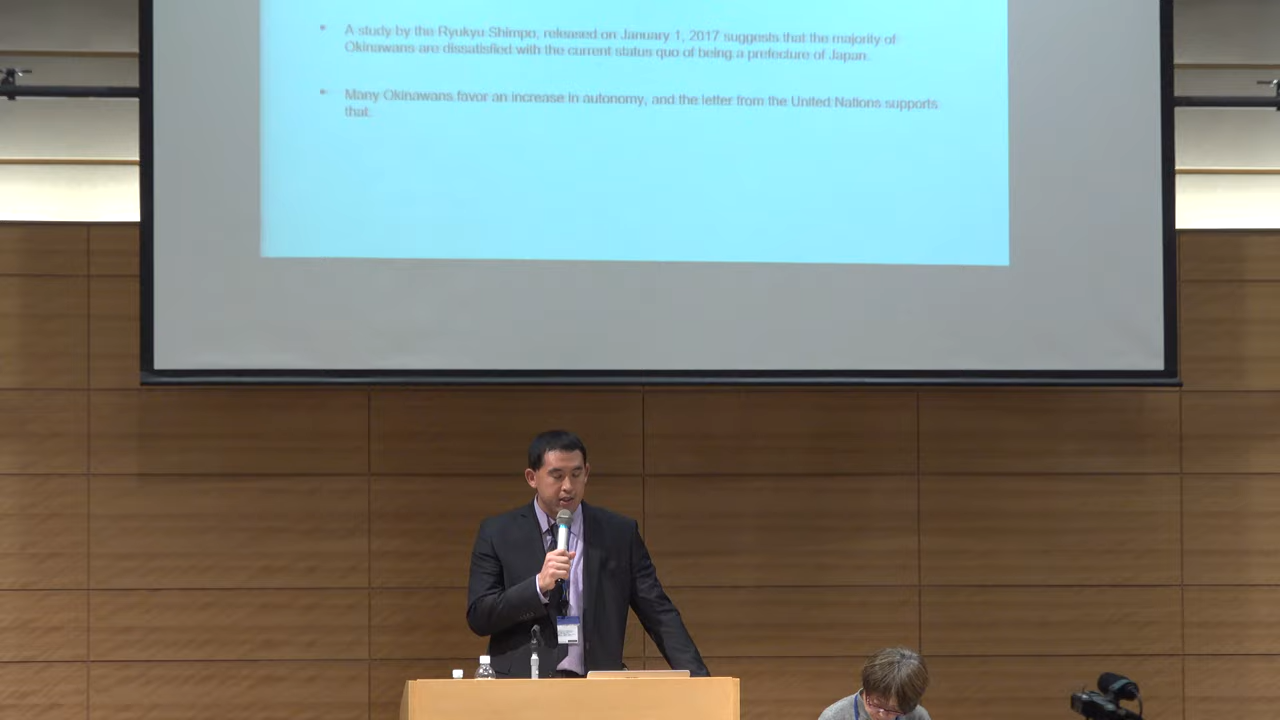 • A study by the Ryukyu Shimpo, released on January 1, 2017 suggests that the majority of
Okinawans are dissatisfied with the current status quo of being a prefecture of Japan.
• Many Okinawans favor an increase in autonomy, and the letter from the United Nations supports
that.